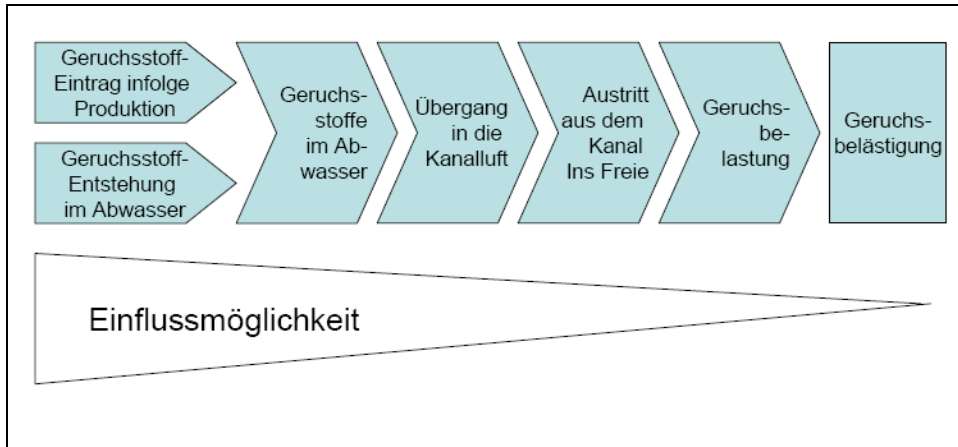 Geruchsstoff-
Eintrag infolge
Produktion
Geruchsstoff-
Entstehung
im Abwasser
Geruchs-
stoffe
im Ab-
wasser
Übergang
in die
Kanalluft
Austritt
aus dem
Kanal
Ins Freie
Geruchs-
be-
lastung
Geruchs-
belästigung
Einflussmöglichkeit